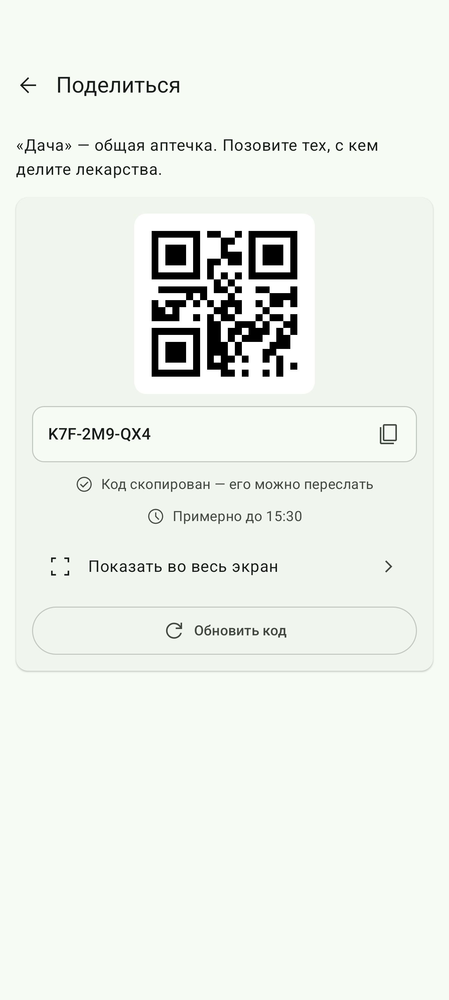 Поделиться
«Дача» — общая аптечка. Позовите тех, с кем
делите лекарства.
K7F-2M9-QX4
Код скопирован — его можно переслать
Примерно до 15:30
Показать во весь экран
Обновить код